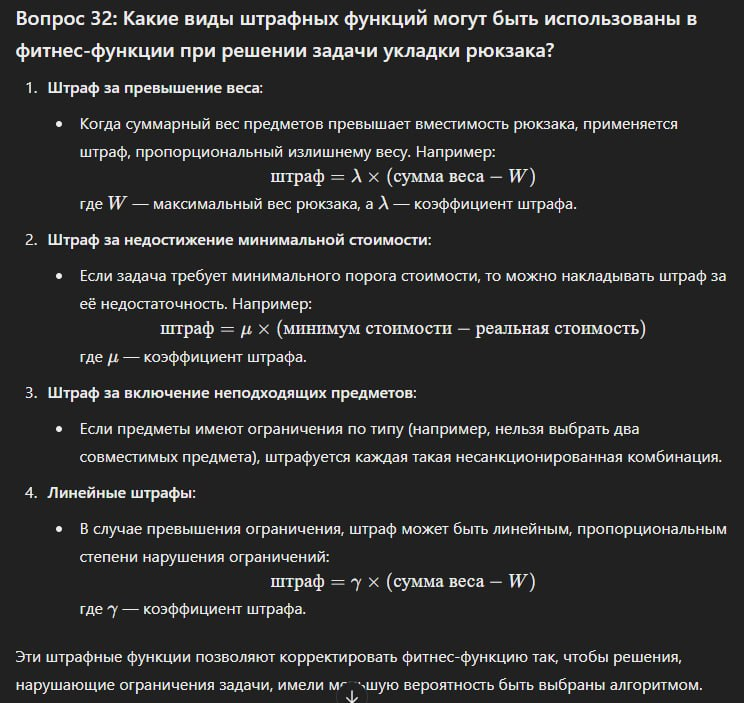 Вопрос 32: Какие виды штрафных функций могут быть использованы в
фитнес-функции при решении задачи укладки рюкзака?
1. Штраф за превышение веса:
• Когда суммарный вес предметов превышает вместимость рюкзака, применяется
штраф, пропорциональный излишнему весу. Например:
штраф = λ × (сумма веса − W)
где W — максимальный вес рюкзака, а λ — коэффициент штрафа.
2. Штраф за недостижение минимальной стоимости:
• Если задача требует минимального порога стоимости, то можно накладывать штраф за
её недостаточность. Например:
штраф = μ × (минимум стоимости − реальная стоимость)
где μ — коэффициент штрафа.
3. Штраф за включение неподходящих предметов:
• Если предметы имеют ограничения по типу (например, нельзя выбрать два
совместимых предмета), штрафуется каждая такая несанкционированная комбинация.
4. Линейные штрафы:
• В случае превышения ограничения, штраф может быть линейным, пропорциональным
степени нарушения ограничений:
штраф = γ × (сумма веса − W)
где γ — коэффициент штрафа.
Эти штрафные функции позволяют корректировать фитнес-функцию так, чтобы решения,
нарушающие ограничения задачи, имели меньшую вероятность быть выбраны алгоритмом.